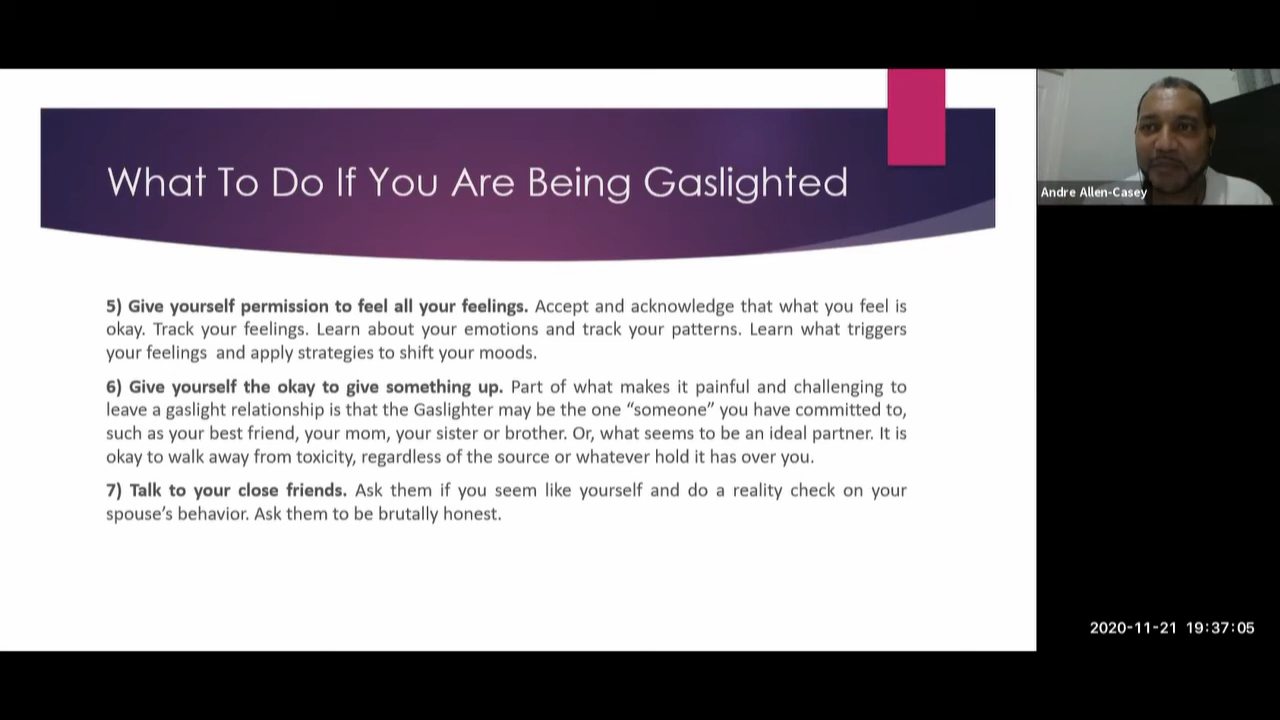 What To Do If You Are Being Gaslighted
Andre Allen-Casey
5) Give yourself permission to feel all your feelings. Accept and acknowledge that what you feel is
okay. Track your feelings. Learn about your emotions and track your patterns. Learn what triggers
your feelings  and apply strategies to shift your moods.
6) Give yourself the okay to give something up. Part of what makes it painful and challenging to
leave a gaslight relationship is that the Gaslighter may be the one “someone” you have committed to,
such as your best friend, your mom, your sister or brother. Or, what seems to be an ideal partner. It is
okay to walk away from toxicity, regardless of the source or whatever hold it has over you.
7) Talk to your close friends. Ask them if you seem like yourself and do a reality check on your
spouse’s behavior. Ask them to be brutally honest.
2020-11-21 19:37:05